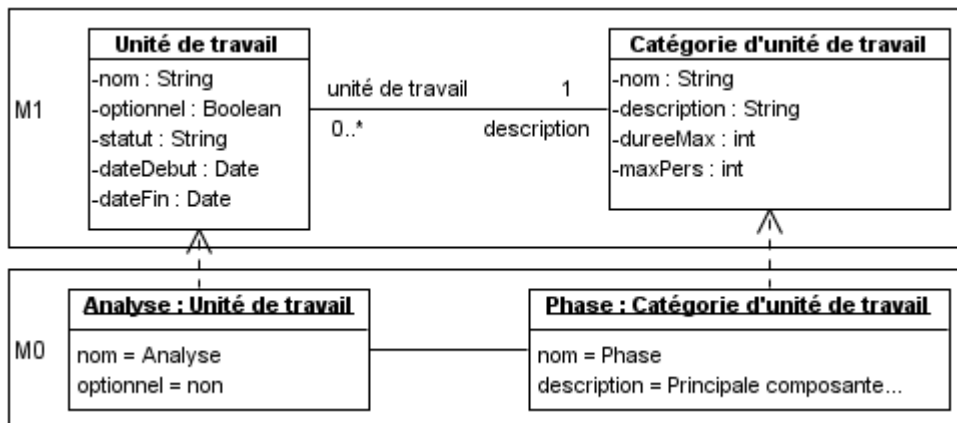 M1
Unité de travail
-nom : String
-optionnel : Boolean
-statut : String
-dateDebut : Date
-dateFin : Date
unité de travail 1
0..* description
Catégorie d'unité de travail
-nom : String
-description : String
-dureeMax : int
-maxPers : int
M0
Analyse : Unité de travail
nom = Analyse
optionnel = non
Phase : Catégorie d'unité de travail
nom = Phase
description = Principale composante...